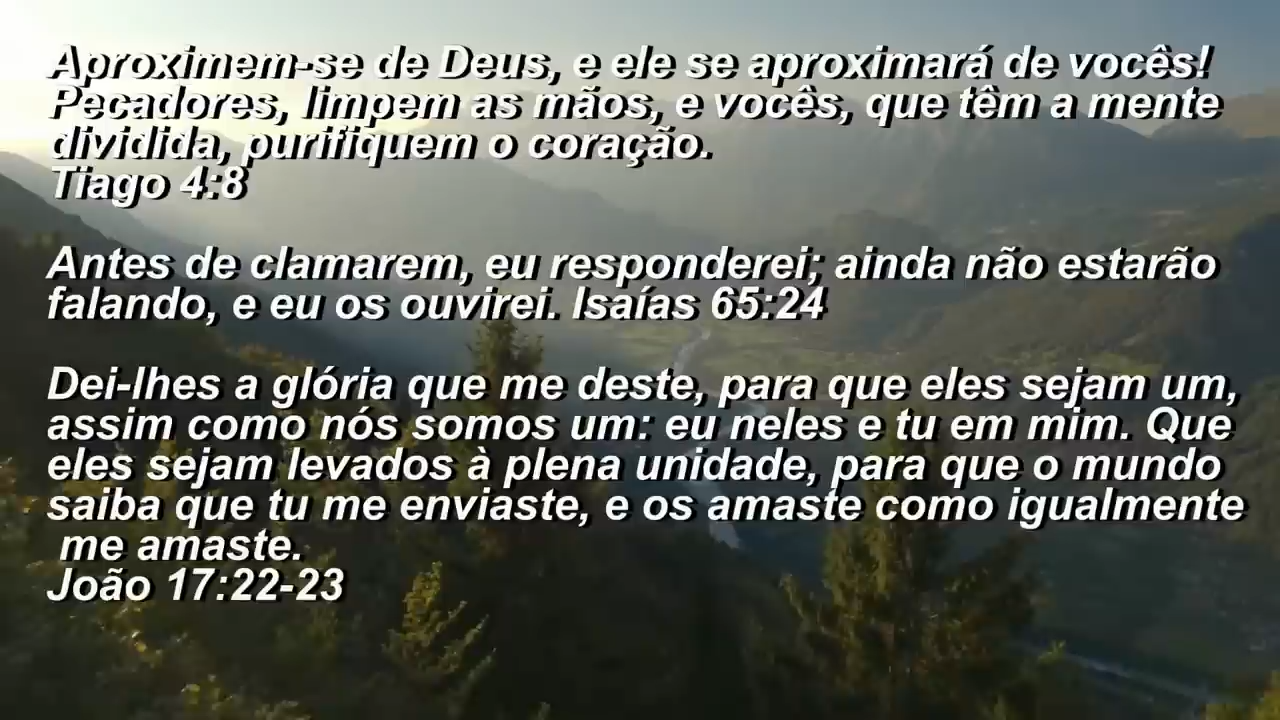 Aproximem-se de Deus, e ele se aproximará de vocês!
Pecadores, limpem as mãos, e vocês, que têm a mente
dividida, purifiquem o coração.
Tiago 4:8
Antes de clamarem, eu responderei; ainda não estarão
falando, e eu os ouvirei. Isaías 65:24
Dei-lhes a glória que me deste, para que eles sejam um,
assim como nós somos um: eu neles e tu em mim. Que
eles sejam levados à plena unidade, para que o mundo
saiba que tu me enviaste, e os amaste como igualmente
me amaste.
João 17:22-23